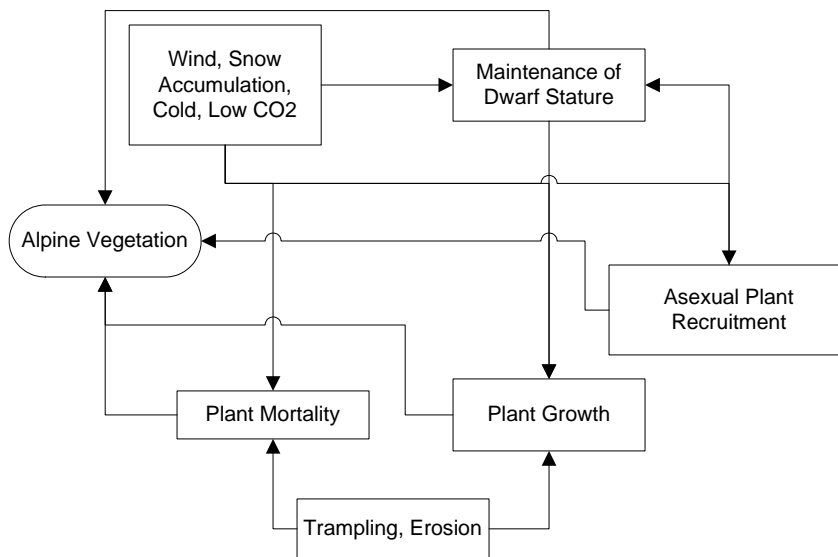 Wind, Snow
Accumulation,
Cold, Low CO2
Maintenance of
Dwarf Stature
Alpine Vegetation
Asexual Plant
Recruitment
Plant Mortality
Plant Growth
Trampling, Erosion